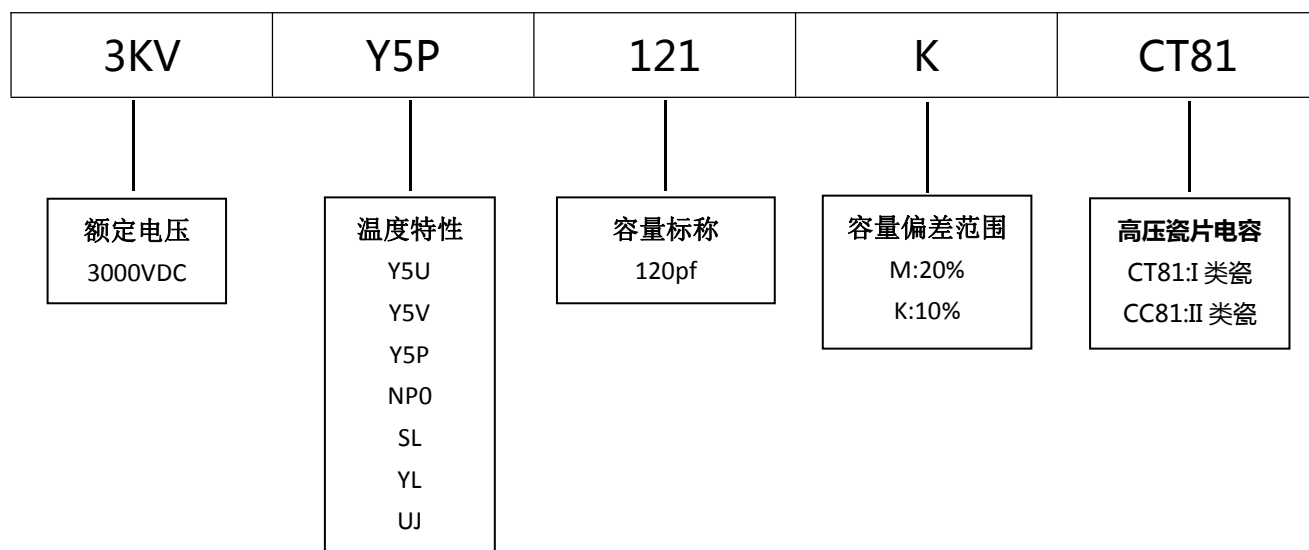 3KV Y5P 121 K CT81
额定电压
3000VDC
温度特性
Y5U
Y5V
Y5P
NP0
SL
YL
UJ
容量标称
120pf
容量偏差范围
M:20%
K:10%
高压瓷片电容
CT81:I 类瓷
CC81:II 类瓷